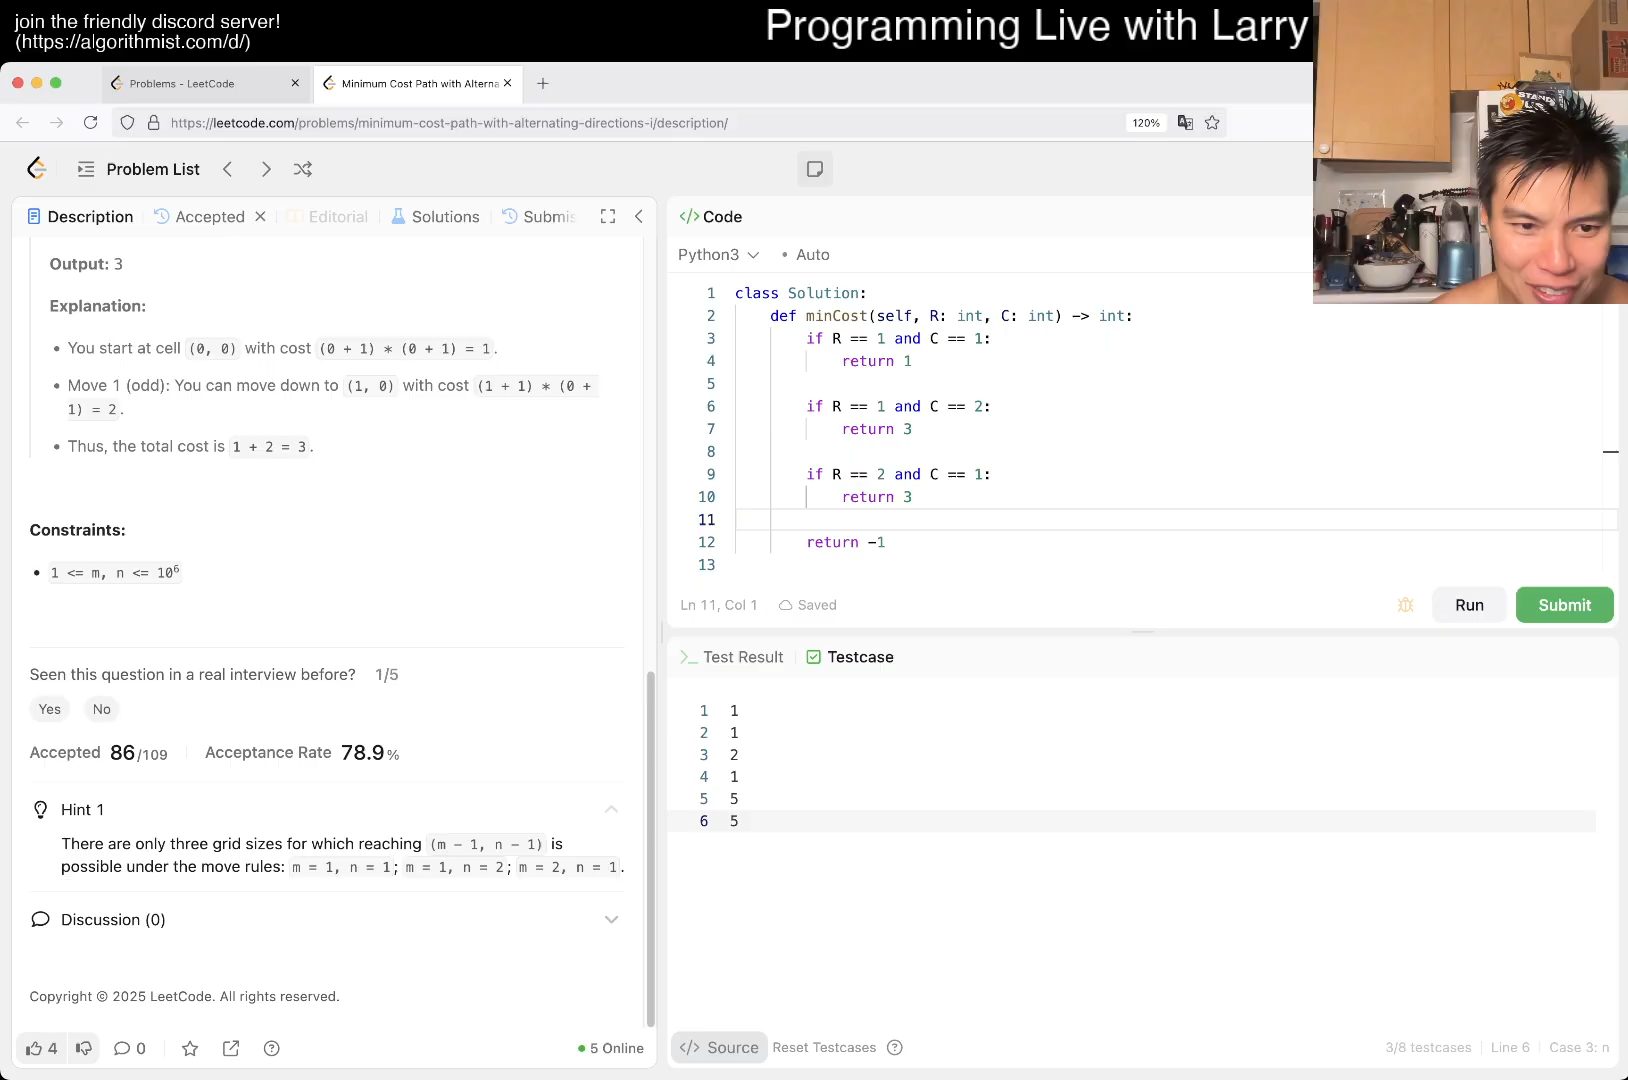 join the friendly discord server!
(https://algorithmist.com/d/)
Programming Live with Larry
Problems - LeetCode
Minimum Cost Path with Alterna
https://leetcode.com/problems/minimum-cost-path-with-alternating-directions-i/description/
120%
Problem List
Description
Accepted
Editorial
Solutions
Submis
Output: 3
Explanation:
• You start at cell (0, 0) with cost (0 + 1) * (0 + 1) = 1.
• Move 1 (odd): You can move down to (1, 0) with cost (1 + 1) * (0 +
1) = 2.
• Thus, the total cost is 1 + 2 = 3.
Constraints:
• 1 <= m, n <= 10⁶
Seen this question in a real interview before? 1/5
Yes No
Accepted 86/109 Acceptance Rate 78.9%
Hint 1
There are only three grid sizes for which reaching (m - 1, n - 1) is
possible under the move rules: m = 1, n = 1; m = 1, n = 2; m = 2, n = 1.
Discussion (0)
Copyright © 2025 LeetCode. All rights reserved.
4 0 • 5 Online
</> Code
Python3 • Auto
1 class Solution:
2 def minCost(self, R: int, C: int) -> int:
3 if R == 1 and C == 1:
4 return 1
5
6 if R == 1 and C == 2:
7 return 3
8
9 if R == 2 and C == 1:
10 return 3
11
12 return -1
13
Ln 11, Col 1 Saved
Run Submit
>_ Test Result Testcase
1 1
2 1
3 2
4 1
5 5
6 5
</> Source Reset Testcases
3/8 testcases Line 6 Case 3: n
STAND